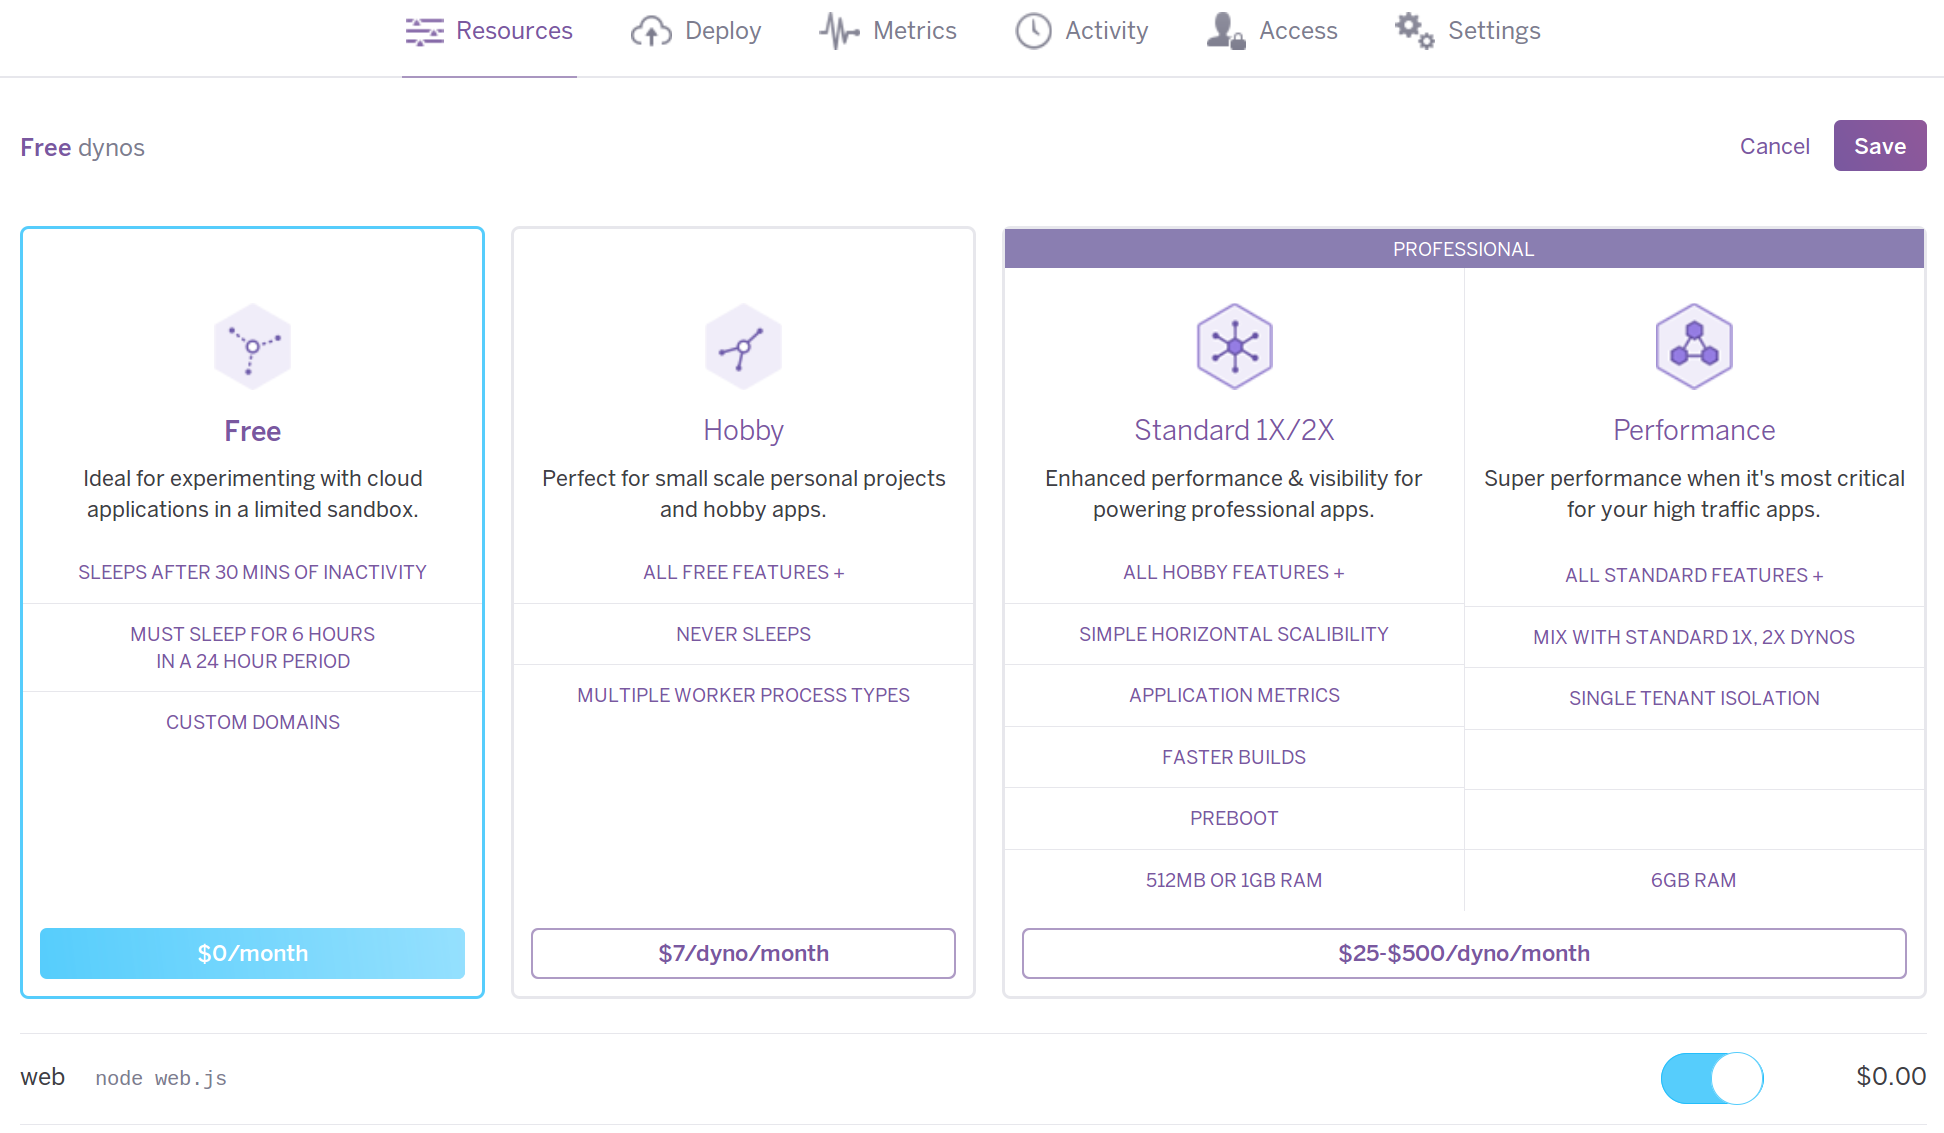 Resources
Deploy
Metrics
Activity
Access
Settings
Free dynos
Cancel
Save
Free
Ideal for experimenting with cloud
applications in a limited sandbox.
SLEEPS AFTER 30 MINS OF INACTIVITY
MUST SLEEP FOR 6 HOURS
IN A 24 HOUR PERIOD
CUSTOM DOMAINS
$0/month
Hobby
Perfect for small scale personal projects
and hobby apps.
ALL FREE FEATURES +
NEVER SLEEPS
MULTIPLE WORKER PROCESS TYPES
$7/dyno/month
PROFESSIONAL
Standard 1X/2X
Enhanced performance & visibility for
powering professional apps.
ALL HOBBY FEATURES +
SIMPLE HORIZONTAL SCALIBILITY
APPLICATION METRICS
FASTER BUILDS
PREBOOT
512MB OR 1GB RAM
Performance
Super performance when it's most critical
for your high traffic apps.
ALL STANDARD FEATURES +
MIX WITH STANDARD 1X, 2X DYNOS
SINGLE TENANT ISOLATION
6GB RAM
$25-$500/dyno/month
web
node web.js
$0.00